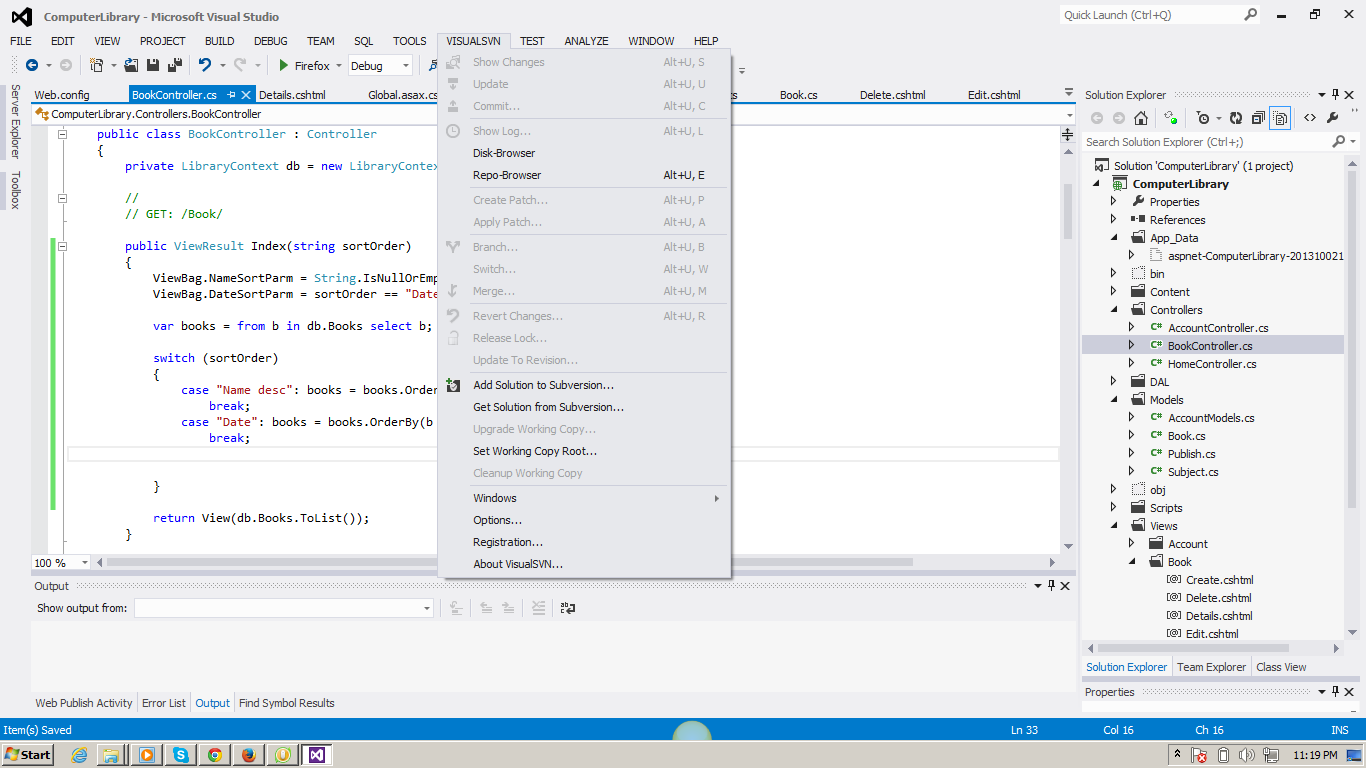 ComputerLibrary - Microsoft Visual Studio
Quick Launch (Ctrl+Q)
FILE EDIT VIEW PROJECT BUILD DEBUG TEAM SQL TOOLS VISUALSVN TEST ANALYZE WINDOW HELP
Firefox Debug
Server Explorer
Toolbox
Web.config BookController.cs Details.cshtml Global.asax.cs Book.cs Delete.cshtml Edit.cshtml
ComputerLibrary.Controllers.BookController
public class BookController : Controller
{
private LibraryContext db = new LibraryContex
//
// GET: /Book/
public ViewResult Index(string sortOrder)
{
ViewBag.NameSortParm = String.IsNullOrEmp
ViewBag.DateSortParm = sortOrder == "Date
var books = from b in db.Books select b;
switch (sortOrder)
{
case "Name desc": books = books.Order
break;
case "Date": books = books.OrderBy(b
break;
}
return View(db.Books.ToList());
}
100 %
Show Changes Alt+U, S
Update Alt+U, U
Commit... Alt+U, C
Show Log... Alt+U, L
Disk-Browser
Repo-Browser Alt+U, E
Create Patch... Alt+U, P
Apply Patch... Alt+U, A
Branch... Alt+U, B
Switch... Alt+U, W
Merge... Alt+U, M
Revert Changes... Alt+U, R
Release Lock...
Update To Revision...
Add Solution to Subversion...
Get Solution from Subversion...
Upgrade Working Copy...
Set Working Copy Root...
Cleanup Working Copy
Windows
Options...
Registration...
About VisualSVN...
Solution Explorer
Search Solution Explorer (Ctrl+;)
Solution 'ComputerLibrary' (1 project)
ComputerLibrary
Properties
References
App_Data
aspnet-ComputerLibrary-201310021
bin
Content
Controllers
AccountController.cs
BookController.cs
HomeController.cs
DAL
Models
AccountModels.cs
Book.cs
Publish.cs
Subject.cs
obj
Scripts
Views
Account
Book
Create.cshtml
Delete.cshtml
Details.cshtml
Edit.cshtml
Solution Explorer Team Explorer Class View
Properties
Output
Show output from:
Web Publish Activity Error List Output Find Symbol Results
Item(s) Saved Ln 33 Col 16 Ch 16 INS
Start 11:19 PM